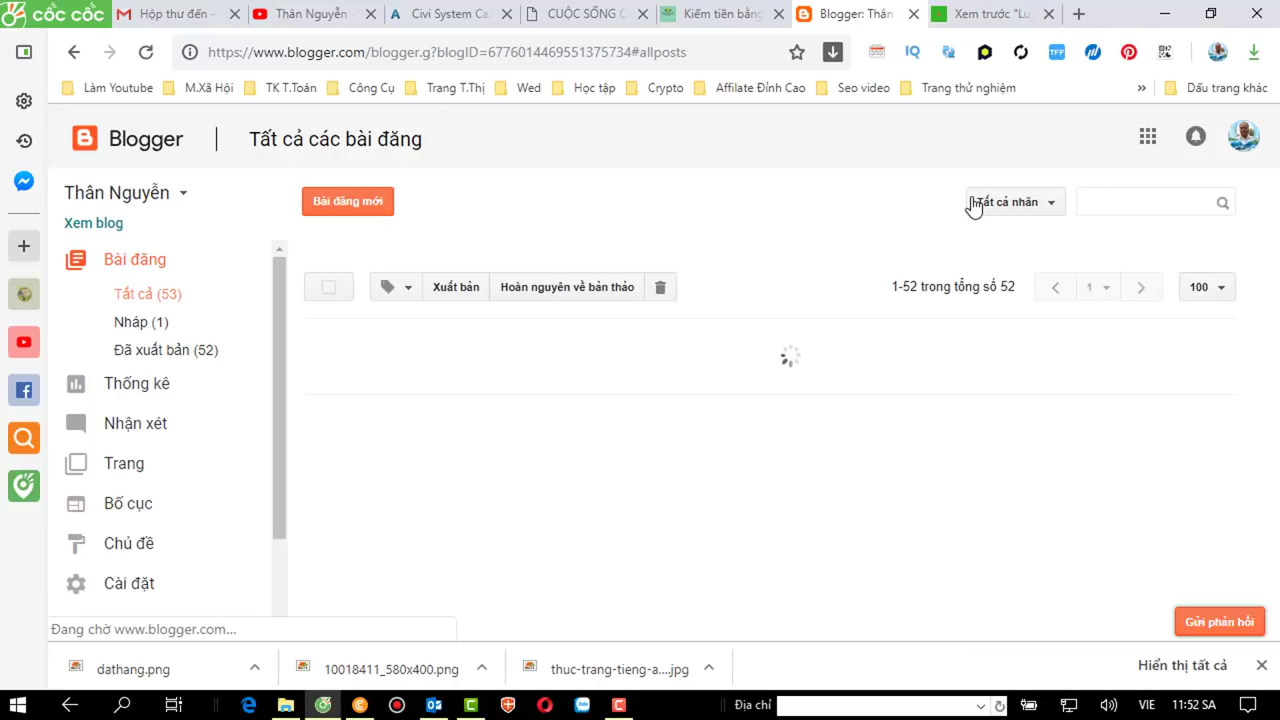 cốc cốc
Hộp thư đến -
Thân Nguyễn -
Civi System Ca
CUỘC SỐNG C
Kiếm tiền bằng
Blogger: Thân
Xem trước "Lu
https://www.blogger.com/blogger.g?blogID=6776014469551375734#allposts
IQ
TFF
Làm Youtube
M.Xã Hội
TK T.Toán
Công Cụ
Trang T.Thị
Wed
Học tập
Crypto
Affilate Đỉnh Cao
Seo video
Trang thử nghiệm
»
Dấu trang khác
Blogger
Tất cả các bài đăng
Thân Nguyễn
Bài đăng mới
Tất cả nhãn
Xem blog
Bài đăng
Tất cả (53)
Nháp (1)
Đã xuất bản (52)
Thống kê
Nhận xét
Trang
Bố cục
Chủ đề
Cài đặt
Xuất bản
Hoàn nguyên về bản thảo
1-52 trong tổng số 52
1
100
Gửi phản hồi
Đang chờ www.blogger.com...
dathang.png
10018411_580x400.png
thuc-trang-tieng-a....jpg
Hiển thị tất cả
Địa chỉ
VIE
11:52 SA